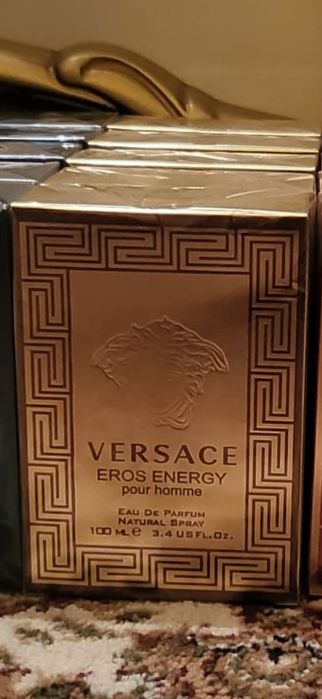 VERSACE
EROS ENERGY
pour homme
EAU DE PARFUM
NATURAL SPRAY
100 ML ℮ 3.4 US FL.OZ.